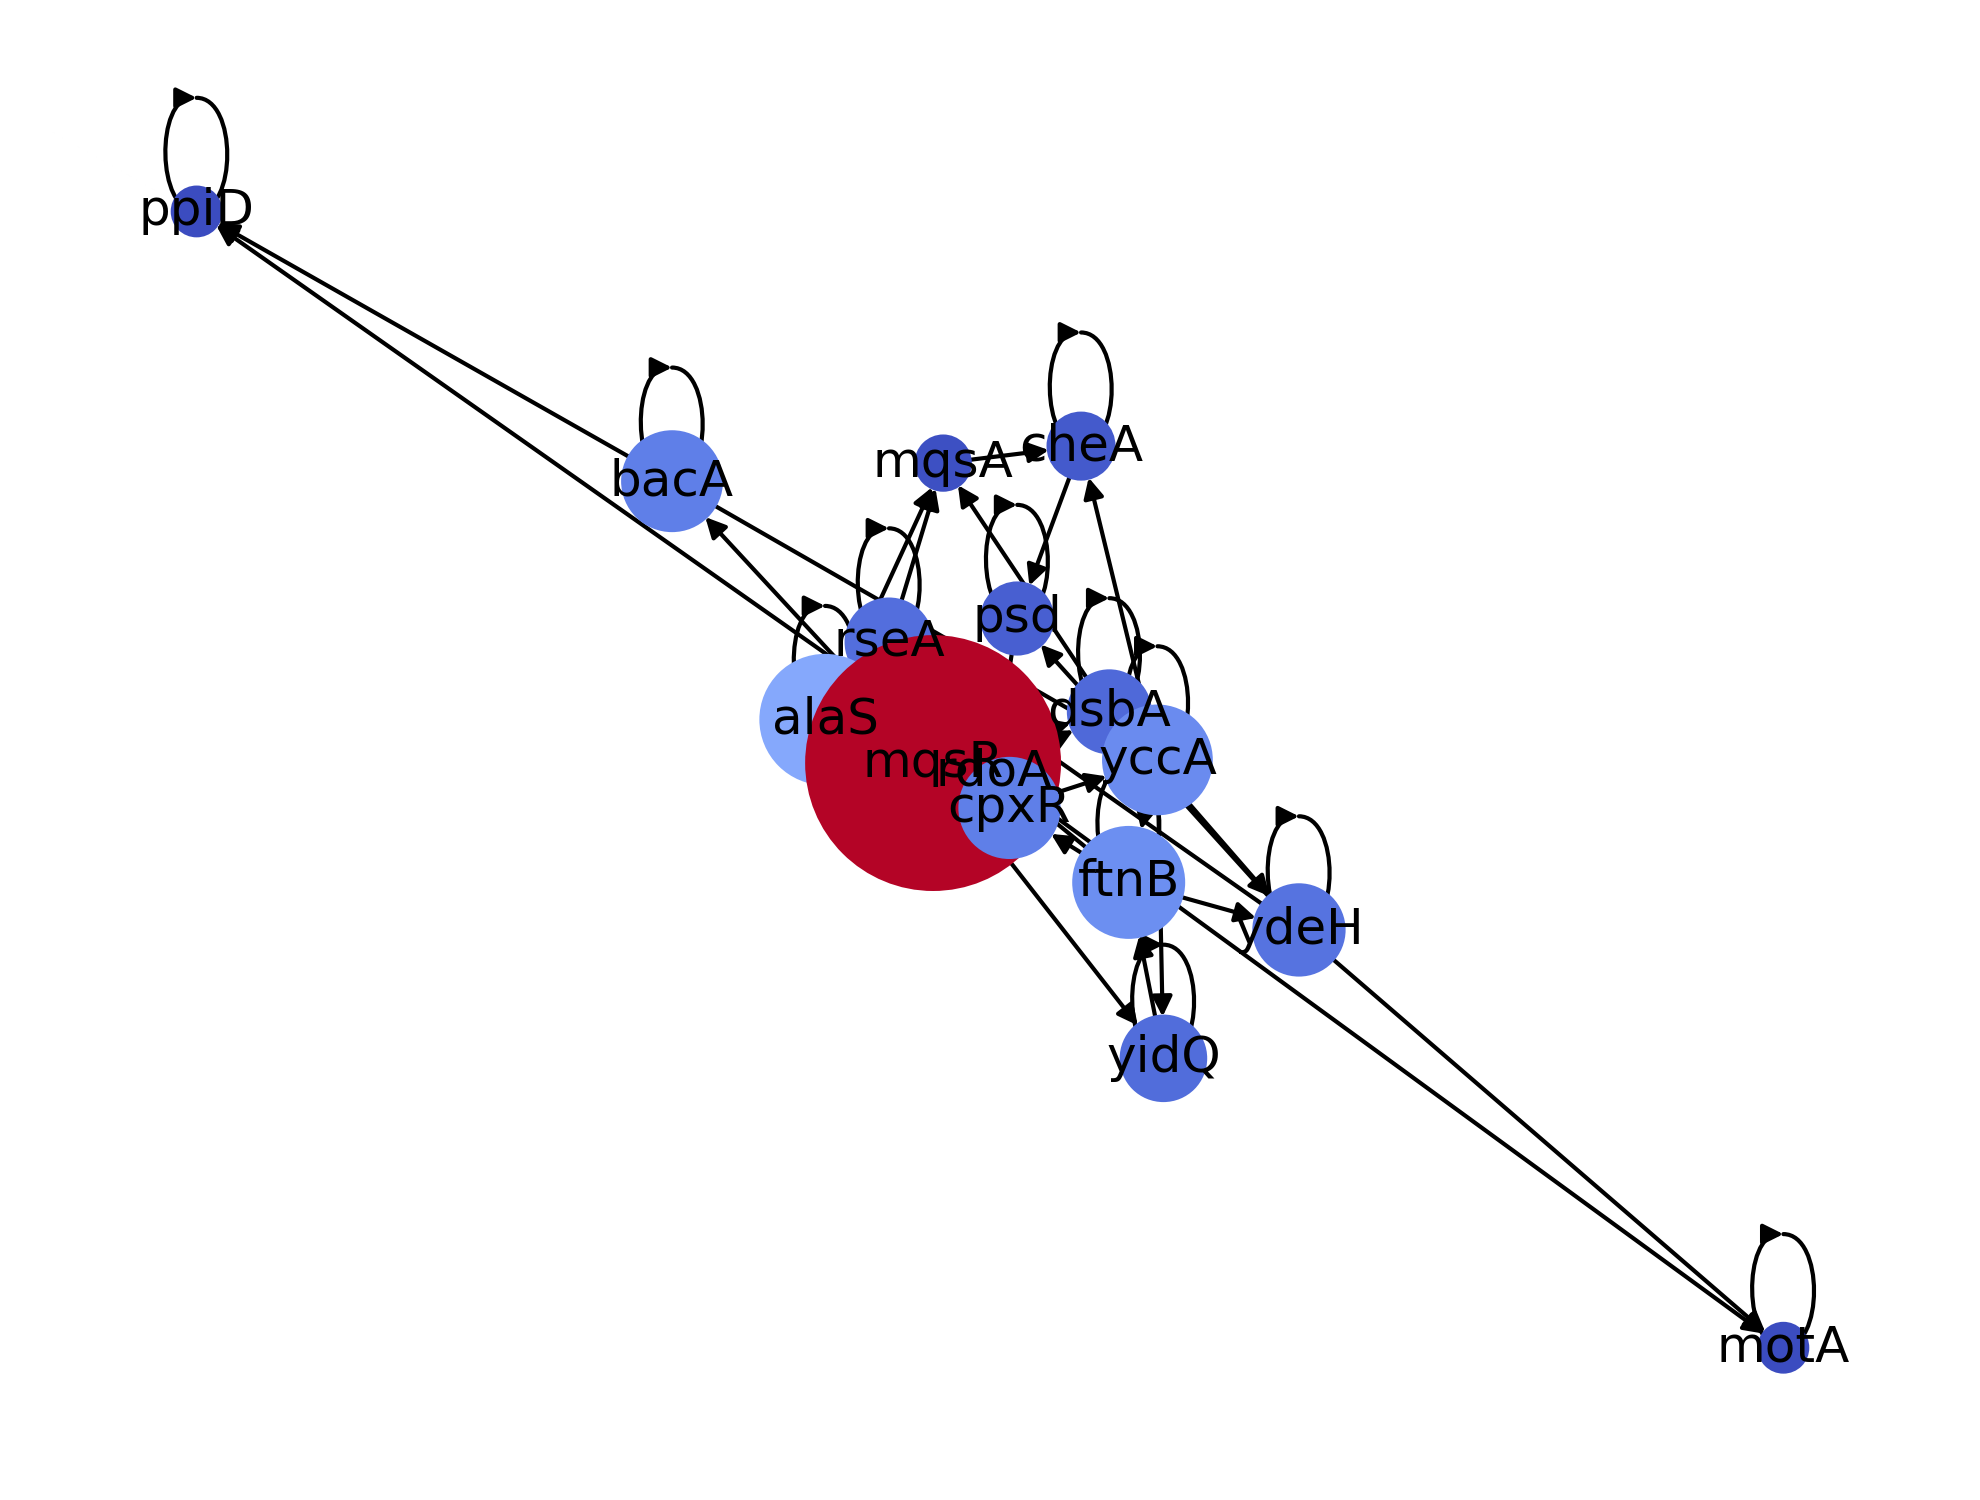 ppiD
cheA
mqsA
bacA
psd
rseA
dsbA
alaS
yccA
mqsR
rdoA
cpxR
ftnB
ydeH
yidQ
motA